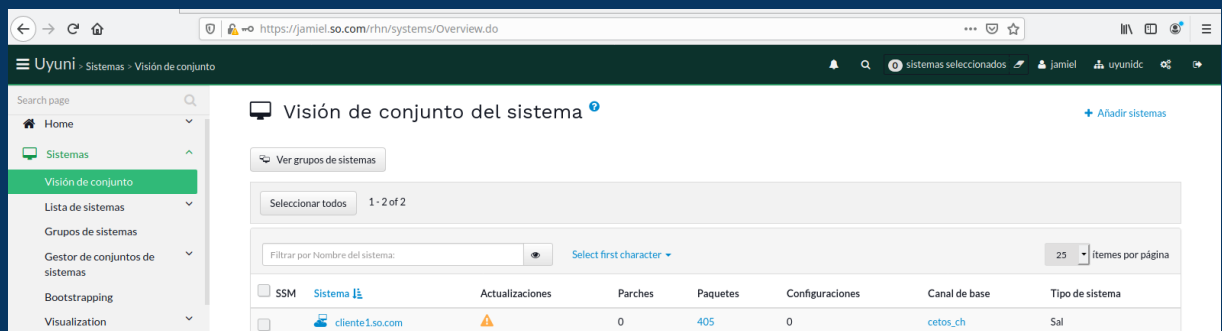 https://jamiel.so.com/rhn/systems/Overview.do
Uyuni > Sistemas > Visión de conjunto
0 sistemas seleccionados jamiel uyunidc
Search page
Home
Sistemas
Visión de conjunto
Lista de sistemas
Grupos de sistemas
Gestor de conjuntos de
sistemas
Bootstrapping
Visualization
Visión de conjunto del sistema ?
+ Añadir sistemas
Ver grupos de sistemas
Seleccionar todos 1 - 2 of 2
Filtrar por Nombre del sistema: Select first character 25 ítemes por página
SSM Sistema Actualizaciones Parches Paquetes Configuraciones Canal de base Tipo de sistema
cliente1.so.com 0 405 0 cetos_ch Sal